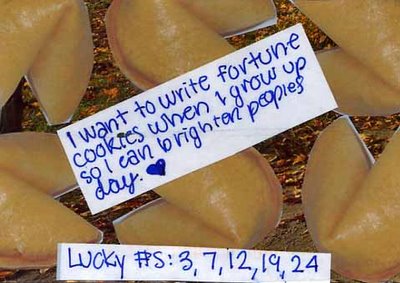 I want to write fortune
cookies when I grow up
so I can brighten peoples
day.
Lucky #s: 3, 7, 12, 19, 24